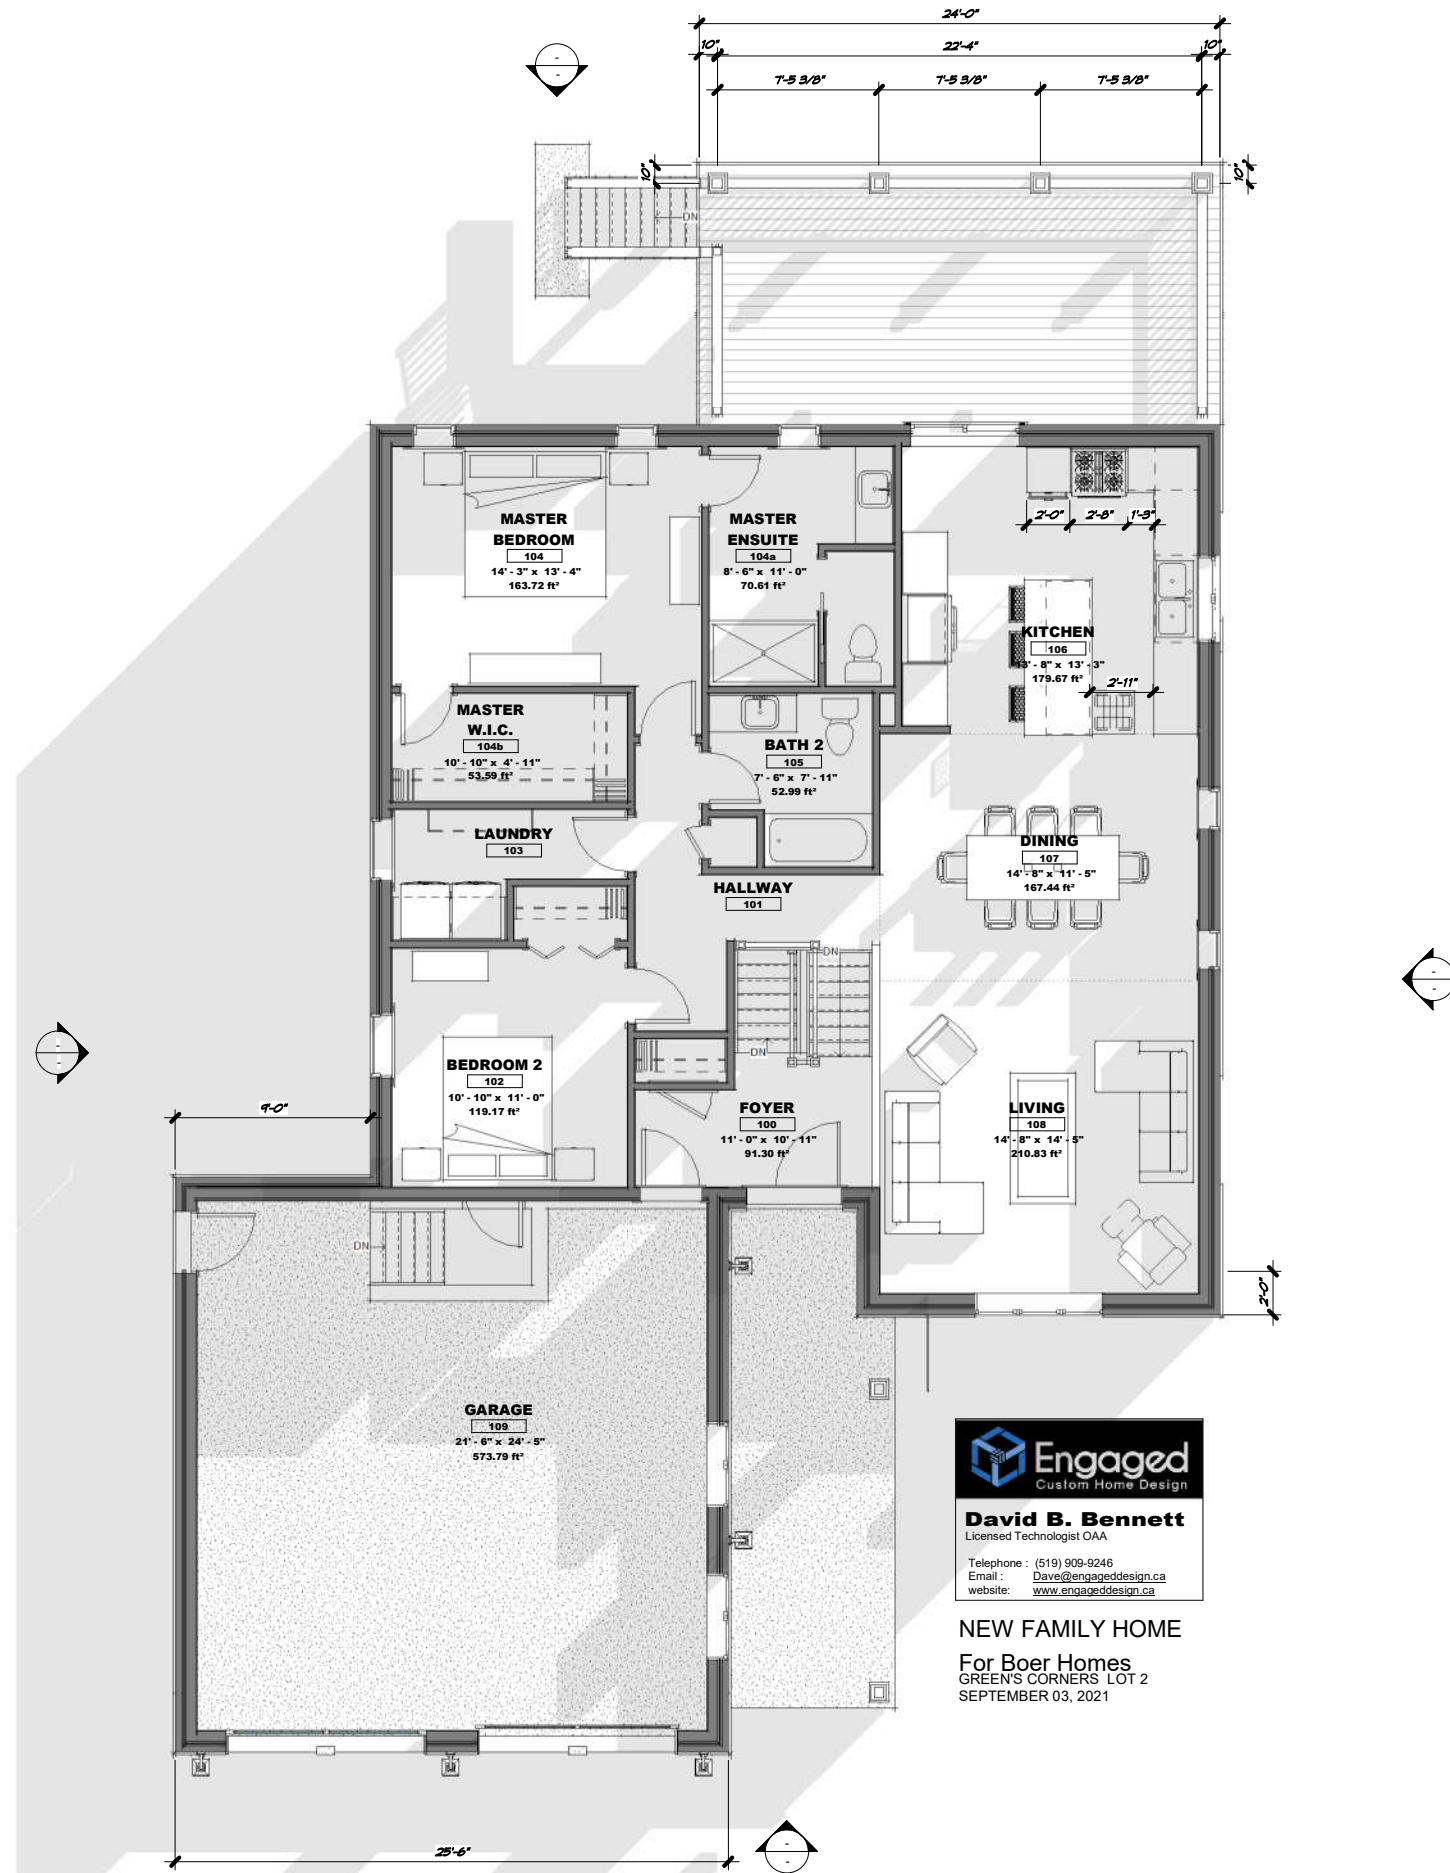 24'-0"
10" 22'-4" 10"
7'-5 3/8" 7'-5 3/8" 7'-5 3/8"
-
-
10" 10"
DN
2'-0" 2'-8" 1'-3"
MASTER
BEDROOM
104
14' - 3" x 13' - 4"
163.72 ft²
MASTER
ENSUITE
104a
8' - 6" x 11' - 0"
70.61 ft²
KITCHEN
106
13' - 8" x 13' - 3"
179.67 ft²
2'-11"
MASTER
W.I.C.
104b
10' - 10" x 4' - 11"
53.59 ft²
BATH 2
105
7' - 6" x 7' - 11"
52.99 ft²
LAUNDRY
103
DINING
107
14' - 8" x 11' - 5"
167.44 ft²
HALLWAY
101
DN
-
-
-
-
DN
BEDROOM 2
102
10' - 10" x 11' - 0"
119.17 ft²
FOYER
100
11' - 0" x 10' - 11"
91.30 ft²
LIVING
108
14' - 8" x 14' - 5"
210.83 ft²
9'-0"
DN
2'-0"
GARAGE
109
21' - 6" x 24' - 5"
573.79 ft²
Engaged
Custom Home Design
David B. Bennett
Licensed Technologist OAA
Telephone : (519) 909-9246
Email : Dave@engageddesign.ca
website: www.engageddesign.ca
NEW FAMILY HOME
For Boer Homes
GREEN'S CORNERS LOT 2
SEPTEMBER 03, 2021
25'-6"
-
-